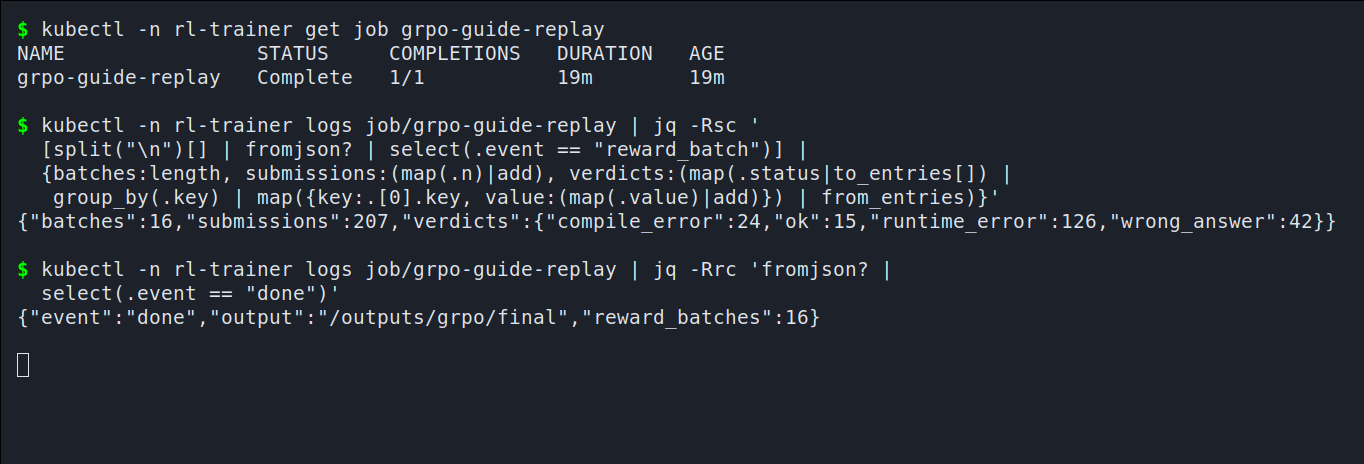 $ kubectl -n rl-trainer get job grpo-guide-replay
NAME                STATUS     COMPLETIONS   DURATION   AGE
grpo-guide-replay   Complete   1/1           19m        19m
$ kubectl -n rl-trainer logs job/grpo-guide-replay | jq -Rsc '
  [split("\n")[] | fromjson? | select(.event == "reward_batch")] |
  {batches:length, submissions:(map(.n)|add), verdicts:(map(.status|to_entries[]) |
   group_by(.key) | map({key:.[0].key, value:(map(.value)|add)}) | from_entries)}'
{"batches":16,"submissions":207,"verdicts":{"compile_error":24,"ok":15,"runtime_error":126,"wrong_answer":42}}
$ kubectl -n rl-trainer logs job/grpo-guide-replay | jq -Rrc 'fromjson? |
  select(.event == "done")'
{"event":"done","output":"/outputs/grpo/final","reward_batches":16}